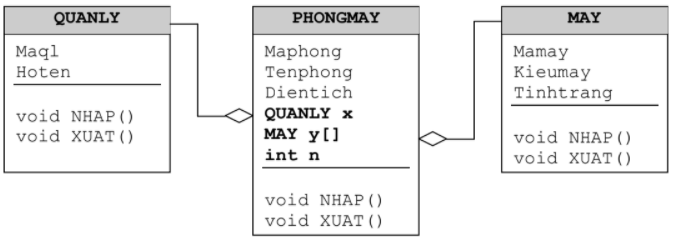 QUANLY
Maql
Hoten
void NHAP()
void XUAT()
PHONGMAY
Maphong
Tenphong
Dientich
QUANLY x
MAY y[]
int n
void NHAP()
void XUAT()
MAY
Mamay
Kieumay
Tinhtrang
void NHAP()
void XUAT()